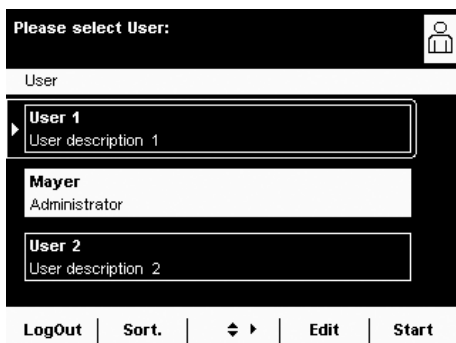 Please select User:
User
User 1
User description 1
Mayer
Administrator
User 2
User description 2
LogOut | Sort. | | Edit | Start